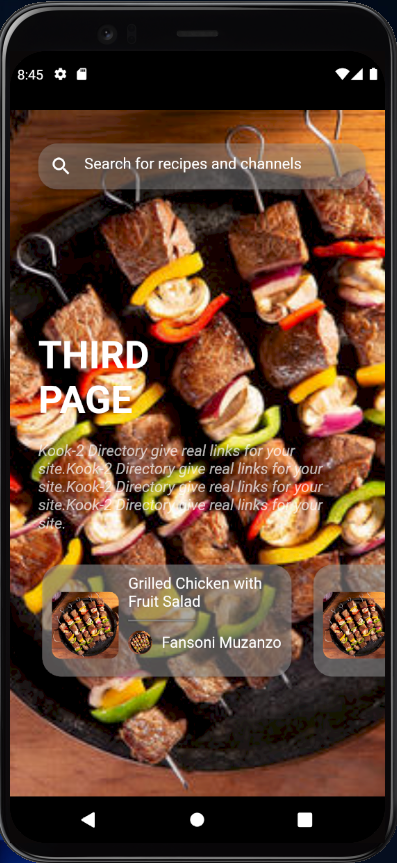 8:45
Search for recipes and channels
THIRD
PAGE
Kook-2 Directory give real links for your
site.Kook-2 Directory give real links for your
site.Kook-2 Directory give real links for your
site.Kook-2 Directory give real links for your
site.
Grilled Chicken with
Fruit Salad
Fansoni Muzanzo